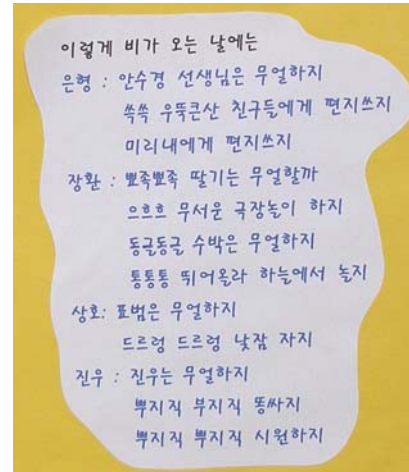 이렇게 비가 오는 날에는
은형 : 안수경 선생님은 무얼하지
쑥쑥 우뚝큰산 친구들에게 편지쓰지
미리내에게 편지쓰지
장환 : 뾰족뾰족 딸기는 무얼할까
으흐흐 무서운 극장놀이 하지
동글동글 수박은 무얼하지
통통통 뛰어올라 하늘에서 놀지
상호: 표범은 무얼하지
드르렁 드르렁 낮잠 자지
진우 : 진우는 무얼하지
뿌지직 부지직 똥싸지
뿌지직 뿌지직 시원하지